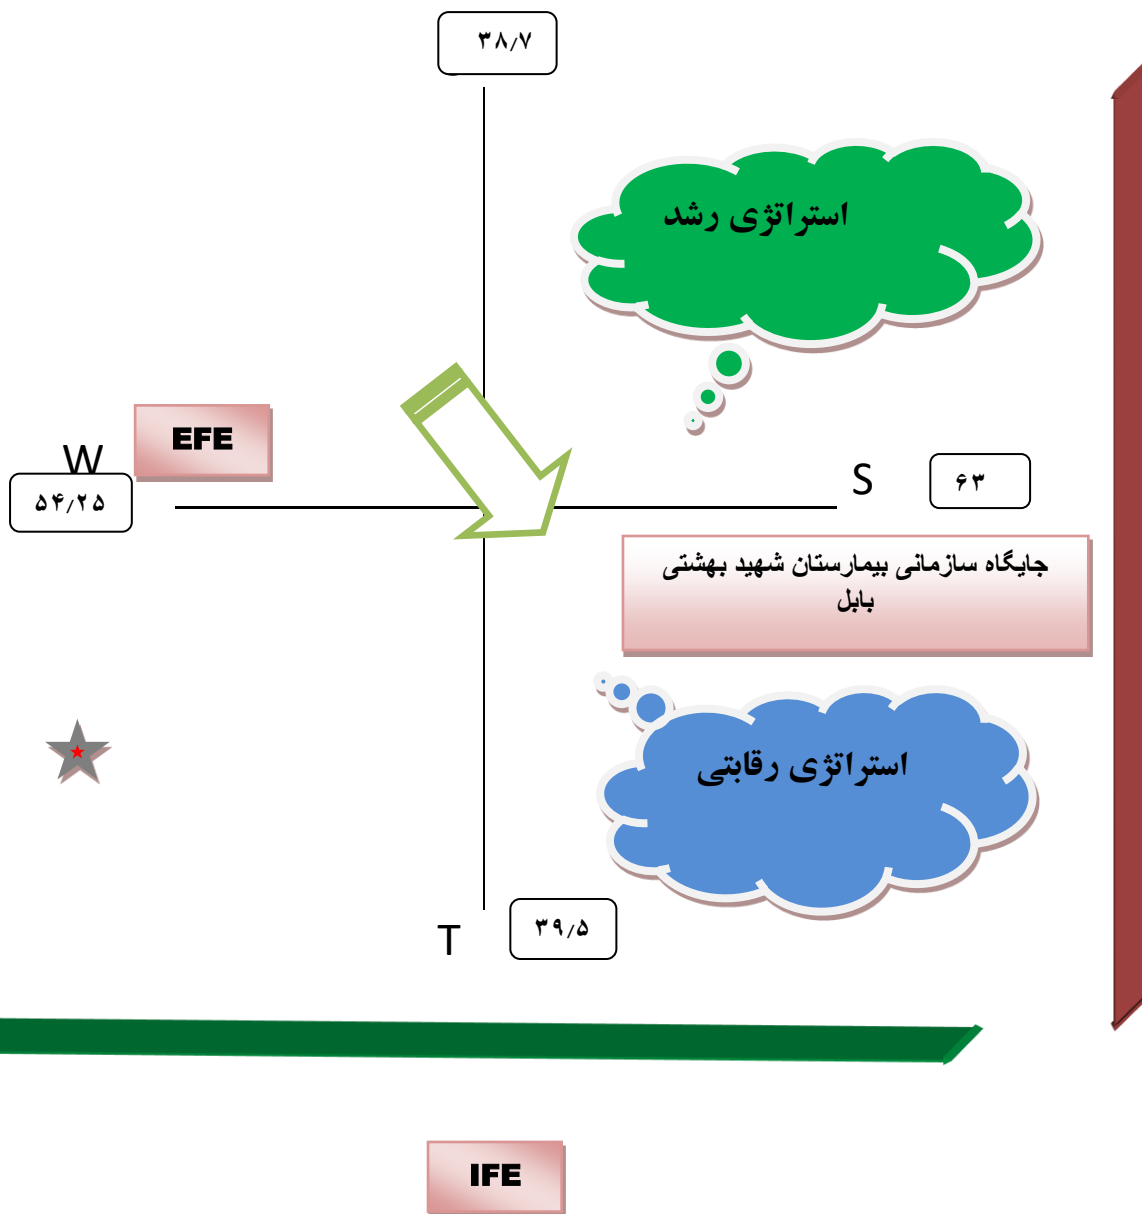 ۳۸/۷
استراتژی رشد
EFE
W
S
۶۳
۵۴/۲۵
جایگاه سازمانی بیمارستان شهید بهشتی
بابل
استراتژی رقابتی
T
۳۹/۵
IFE